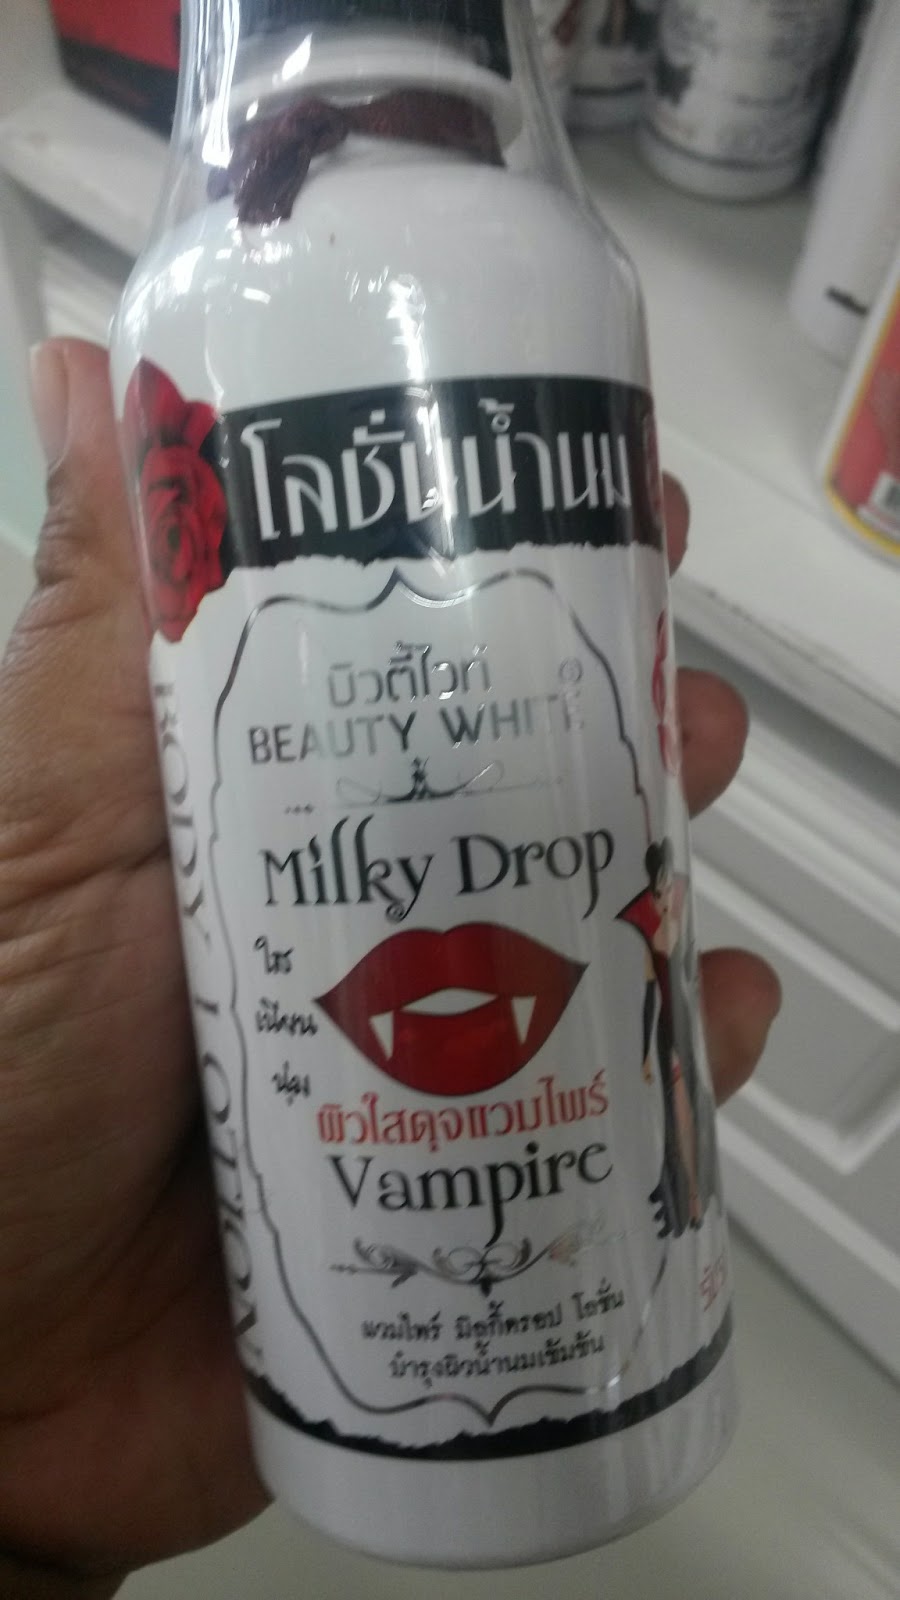 โลชั่นน้ำนม
บิวตี้ไวท์
BEAUTY WHITE
Milky Drop
ใส
เนียน
นุ่ม
ผิวใสดุจแวมไพร์
Vampire
แวมไพร์ มิลกี้ดรอป โลชั่น
บำรุงผิวน้ำนมเข้มข้น
BODY LOTION